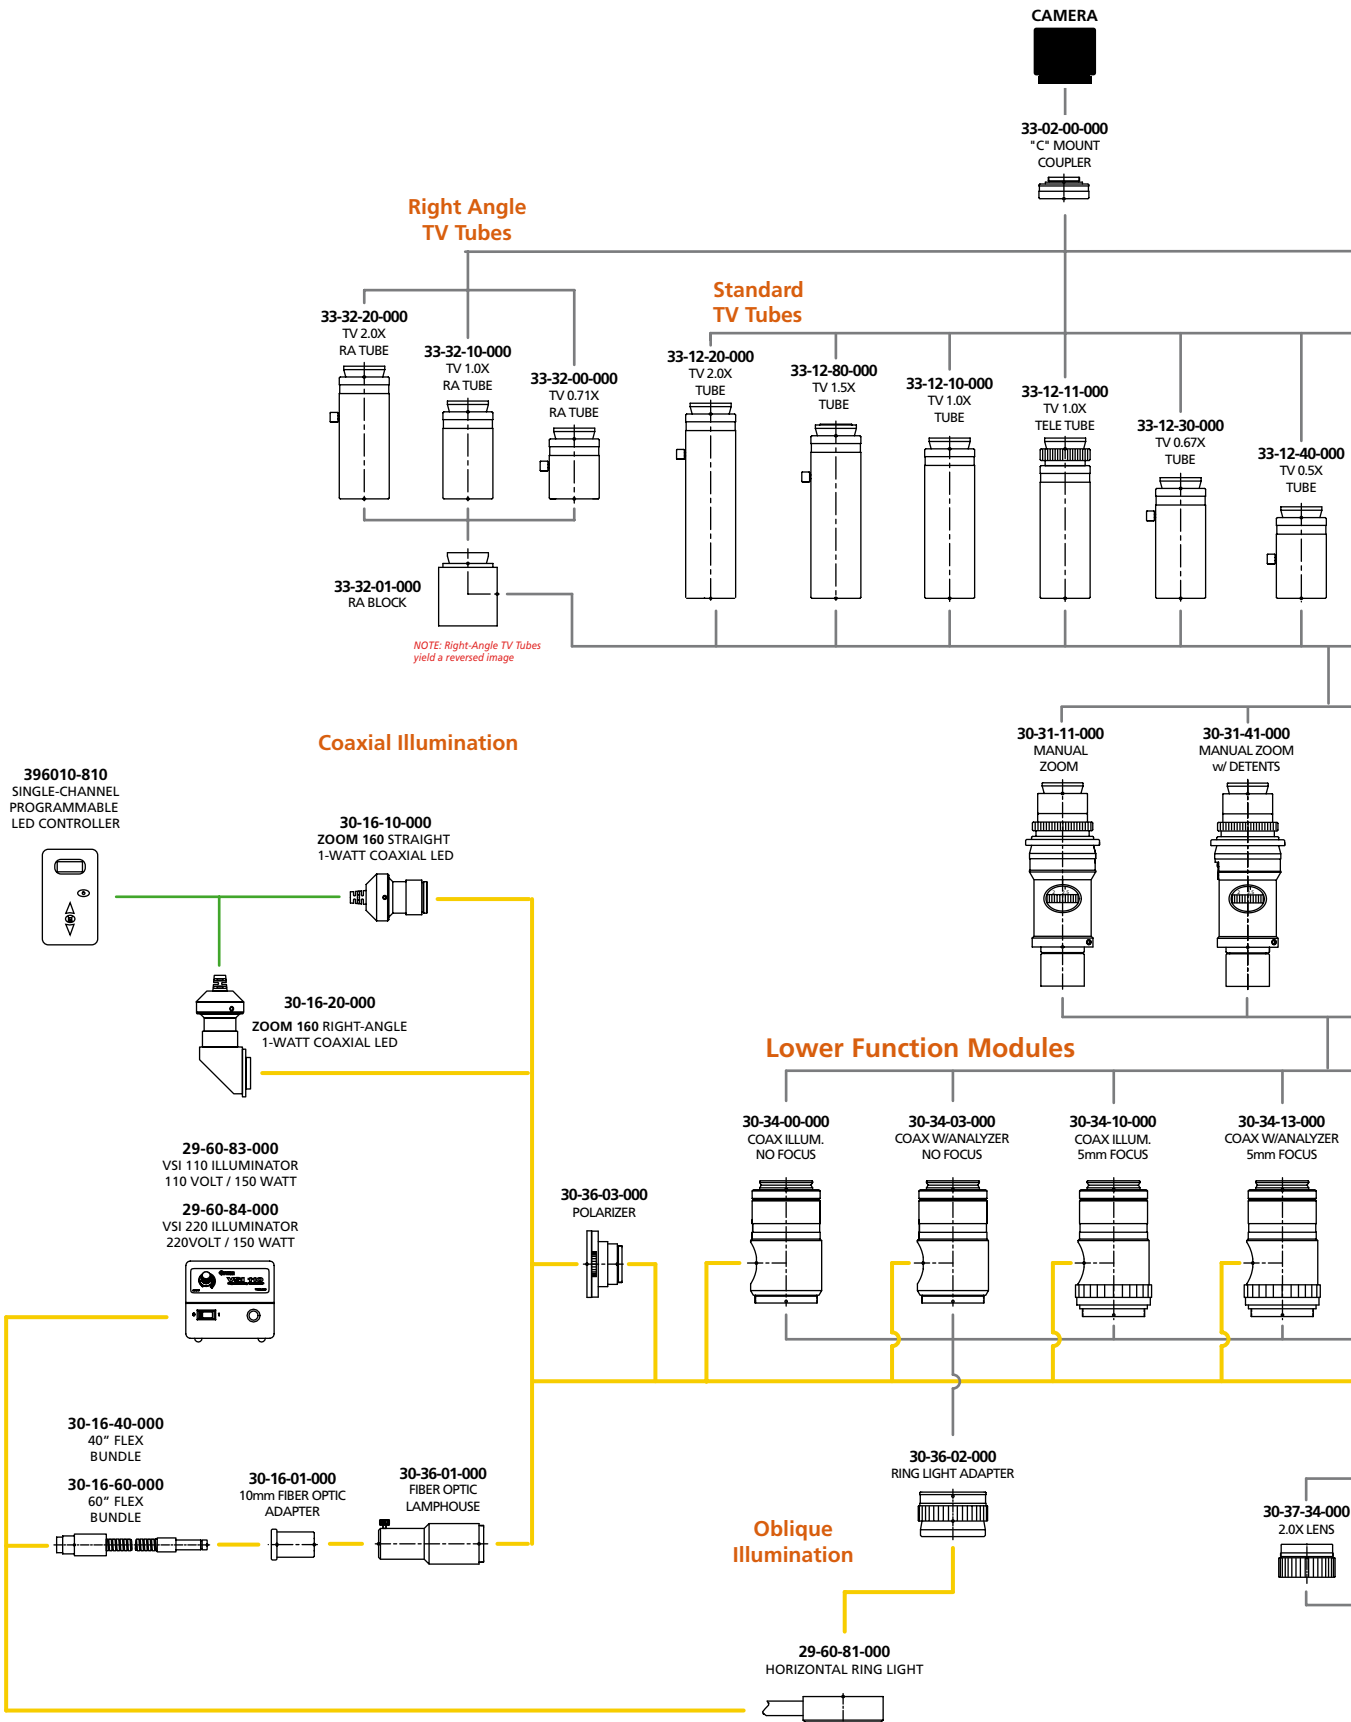 CAMERA
33-02-00-000
"C" MOUNT
COUPLER
Right Angle
TV Tubes
33-32-20-000
TV 2.0X
RA TUBE
33-32-10-000
TV 1.0X
RA TUBE
33-32-00-000
TV 0.71X
RA TUBE
Standard
TV Tubes
33-12-20-000
TV 2.0X
TUBE
33-12-80-000
TV 1.5X
TUBE
33-12-10-000
TV 1.0X
TUBE
33-12-11-000
TV 1.0X
TELE TUBE
33-12-30-000
TV 0.67X
TUBE
33-12-40-000
TV 0.5X
TUBE
33-32-01-000
RA BLOCK
NOTE: Right-Angle TV Tubes
yield a reversed image
30-31-11-000
MANUAL
ZOOM
30-31-41-000
MANUAL ZOOM
w/ DETENTS
Coaxial Illumination
396010-810
SINGLE-CHANNEL
PROGRAMMABLE
LED CONTROLLER
30-16-10-000
ZOOM 160 STRAIGHT
1-WATT COAXIAL LED
30-16-20-000
ZOOM 160 RIGHT-ANGLE
1-WATT COAXIAL LED
Lower Function Modules
30-34-00-000
COAX ILLUM.
NO FOCUS
30-34-03-000
COAX W/ANALYZER
NO FOCUS
30-34-10-000
COAX ILLUM.
5mm FOCUS
30-34-13-000
COAX W/ANALYZER
5mm FOCUS
29-60-83-000
VSI 110 ILLUMINATOR
110 VOLT / 150 WATT
29-60-84-000
VSI 220 ILLUMINATOR
220VOLT / 150 WATT
VSI 110
30-36-03-000
POLARIZER
30-16-40-000
40" FLEX
BUNDLE
30-16-60-000
60" FLEX
BUNDLE
30-16-01-000
10mm FIBER OPTIC
ADAPTER
30-36-01-000
FIBER OPTIC
LAMPHOUSE
30-36-02-000
RING LIGHT ADAPTER
Oblique
Illumination
30-37-34-000
2.0X LENS
29-60-81-000
HORIZONTAL RING LIGHT